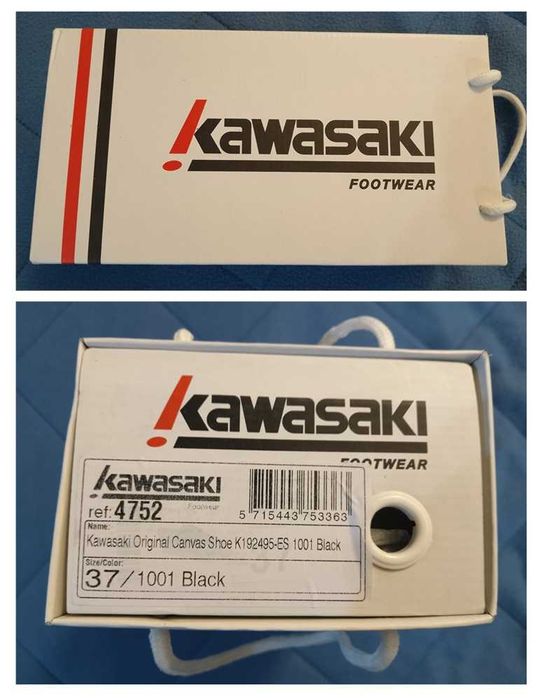 Kawasaki
FOOTWEAR
Kawasaki
FOOTWEAR
Kawasaki
Footwear
ref: 4752
5 715443 753363
Name:
Kawasaki Original Canvas Shoe K192495-ES 1001 Black
Size/Color:
37/1001 Black